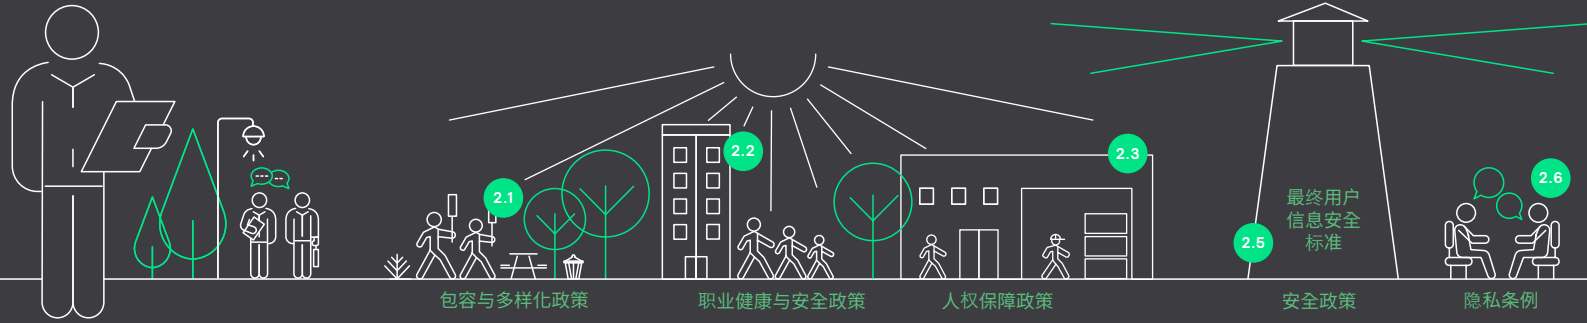 2.1
2.2
2.3
2.5
2.6
最终用户
信息安全
标准
包容与多样化政策
职业健康与安全政策
人权保障政策
安全政策
隐私条例